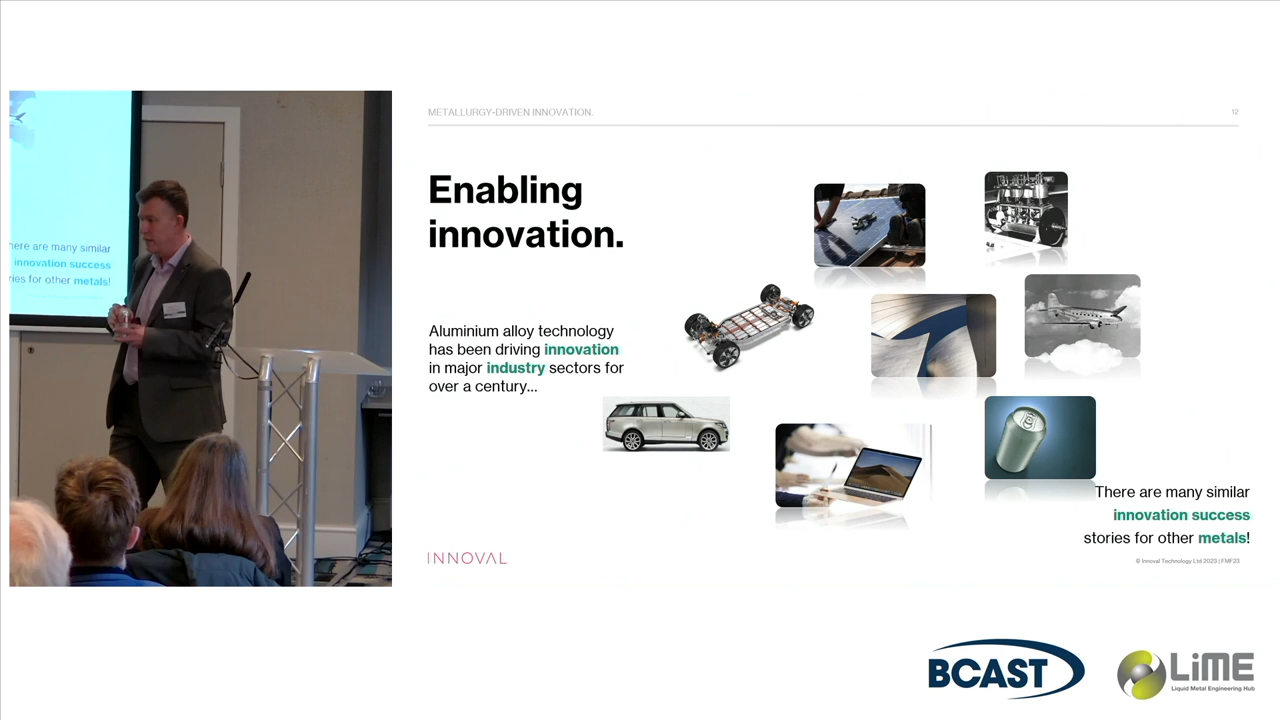 METALLURGY-DRIVEN INNOVATION.
12
Enabling
innovation.
Aluminium alloy technology
has been driving innovation
in major industry sectors for
over a century...
There are many similar
innovation success
stories for other metals!
INNOVAL
© Innoval Technology Ltd 2023 | FMF23
here are many similar
innovation success
ries for other metals!
BCAST
LiME
Liquid Metal Engineering Hub